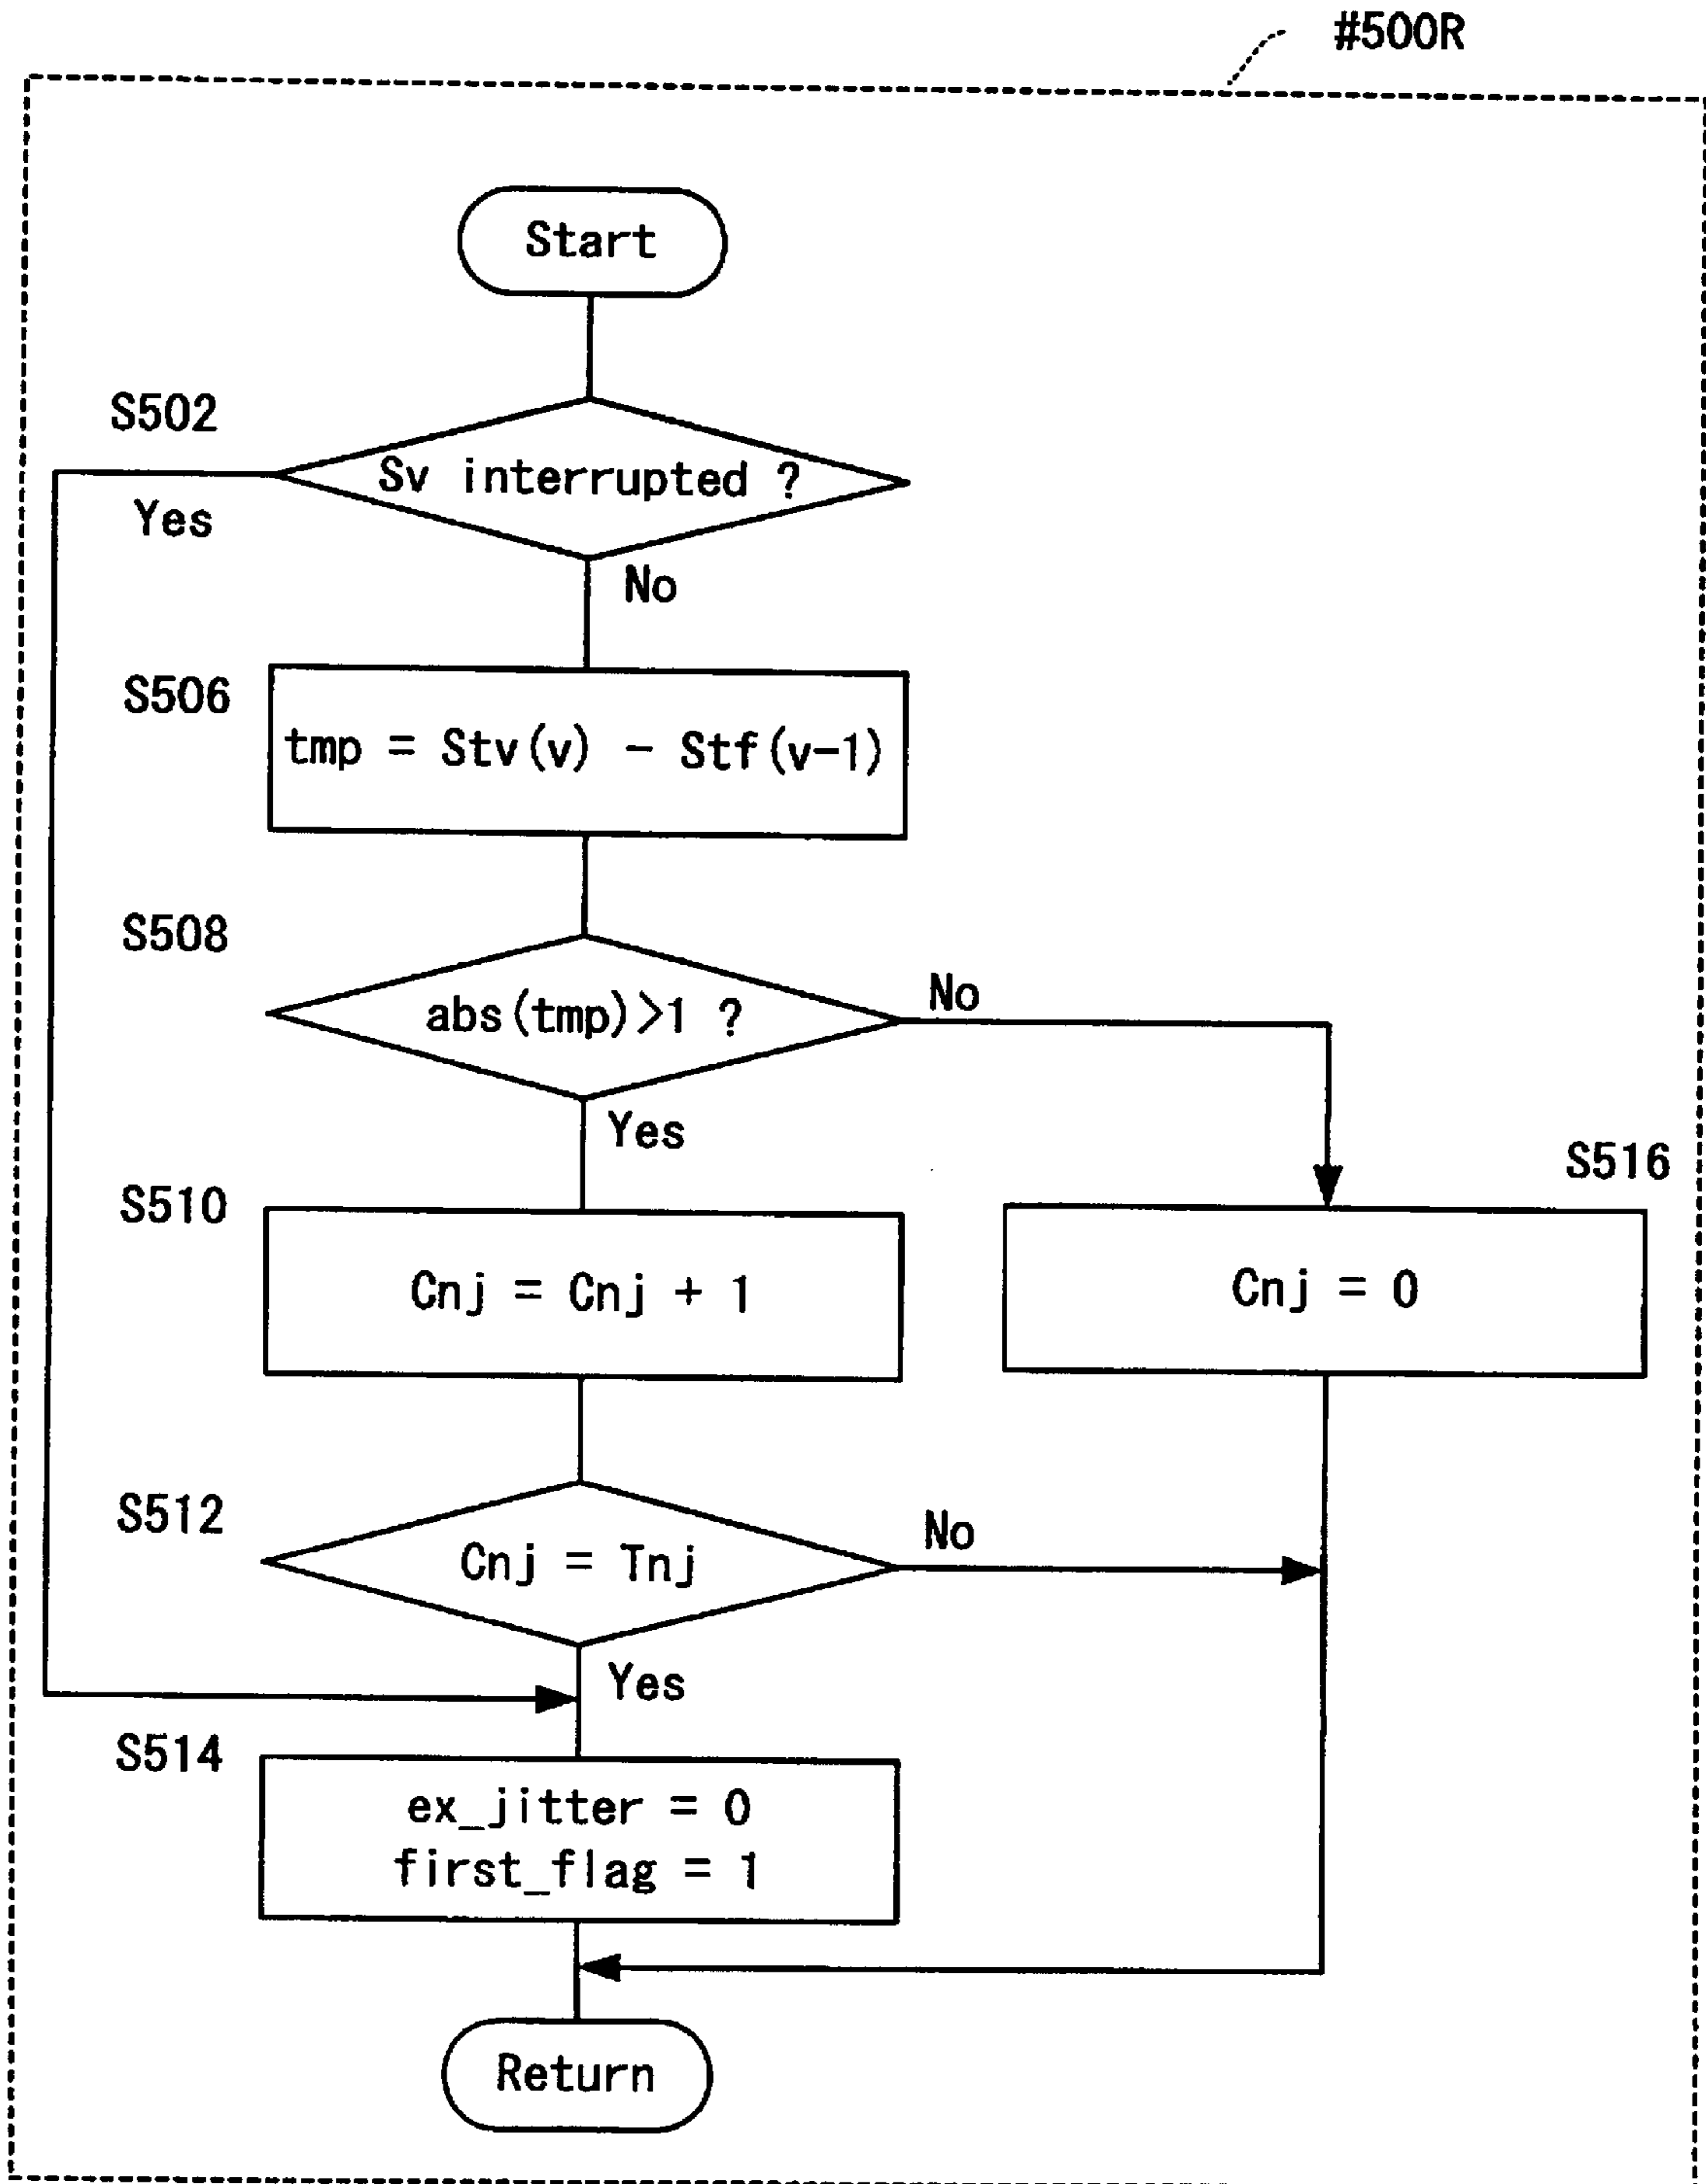 #500R
Start
S502
Sv interrupted ?
Yes
No
S506
tmp = Stv(v) - Stf(v-1)
S508
abs(tmp)>1 ?
No
Yes
S510
Cnj = Cnj + 1
S516
Cnj = 0
S512
Cnj = Tnj
No
Yes
S514
ex_jitter = 0
first_flag = 1
Return